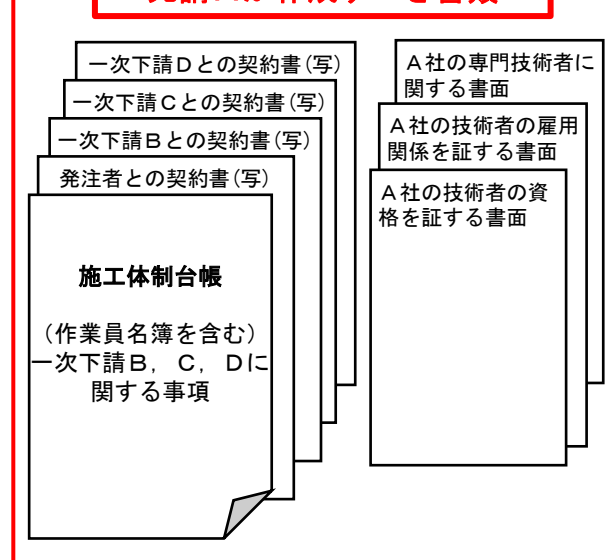 一次下請Ｄとの契約書(写)
一次下請Ｃとの契約書(写)
一次下請Ｂとの契約書(写)
発注者との契約書(写)
施工体制台帳
（作業員名簿を含む）
一次下請Ｂ，Ｃ，Ｄに
関する事項
Ａ社の専門技術者に
関する書面
Ａ社の技術者の雇用
関係を証する書面
Ａ社の技術者の資
格を証する書面